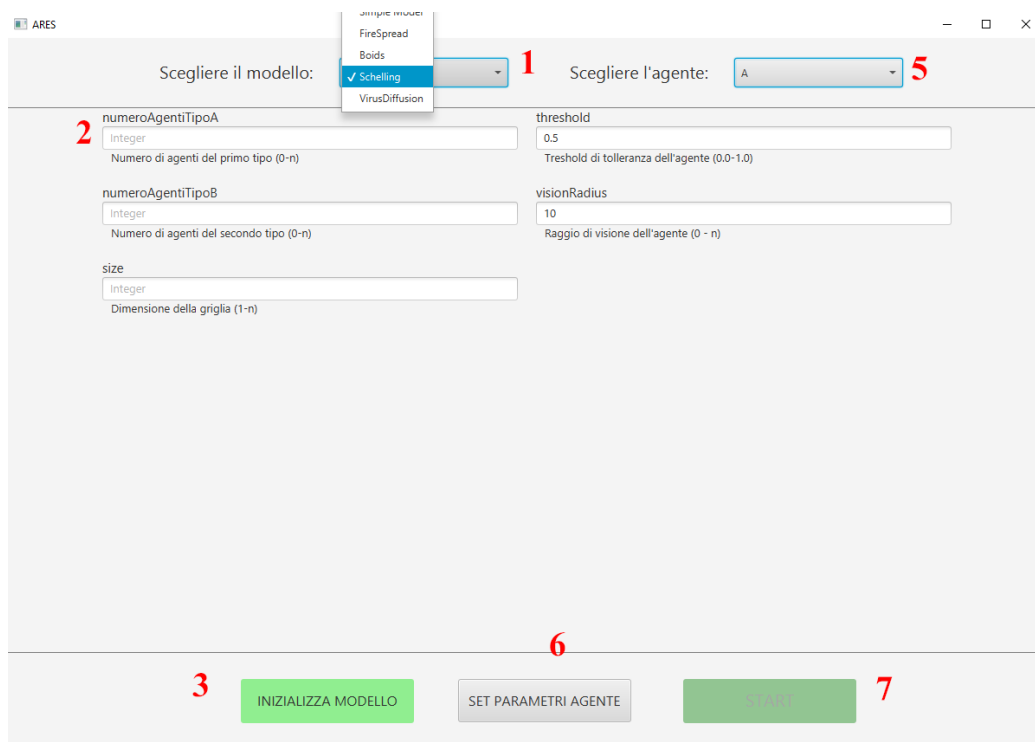 ARES
Simple Model
FireSpread
Boids
✓ Schelling
VirusDiffusion
Scegliere il modello:
1
Scegliere l'agente:
A
5
2
numeroAgentiTipoA
Integer
Numero di agenti del primo tipo (0-n)
numeroAgentiTipoB
Integer
Numero di agenti del secondo tipo (0-n)
size
Integer
Dimensione della griglia (1-n)
threshold
0.5
Treshold di tolleranza dell'agente (0.0-1.0)
visionRadius
10
Raggio di visione dell'agente (0 - n)
3
INIZIALIZZA MODELLO
6
SET PARAMETRI AGENTE
START
7